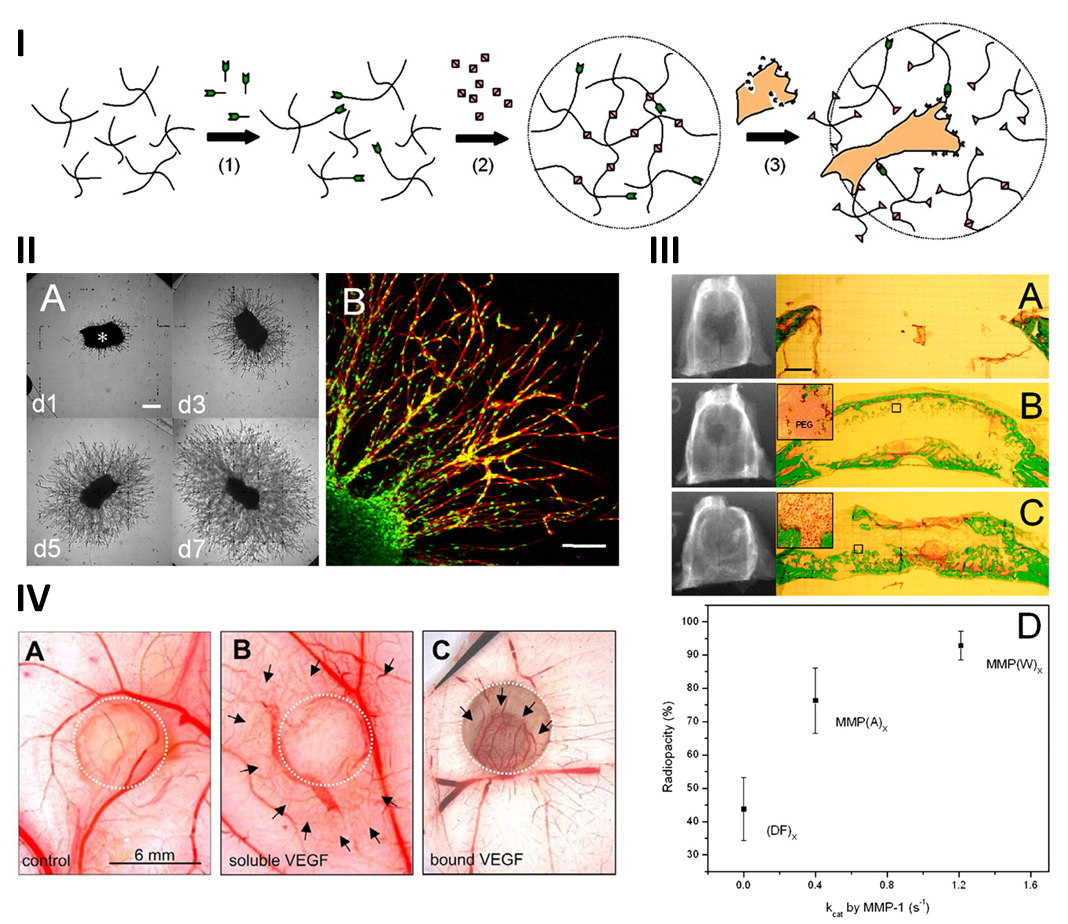 I
(1)
(2)
(3)
II
A
*
d1
d3
d5
d7
B
III
A
B
PEG
C
IV
A
control
6 mm
B
soluble VEGF
C
bound VEGF
D
Radiopacity (%)
100
90
80
70
60
50
40
30
MMP(W)x
MMP(A)x
(DF)x
0.0 0.4 0.8 1.2 1.6
kcat by MMP-1 (s-1)